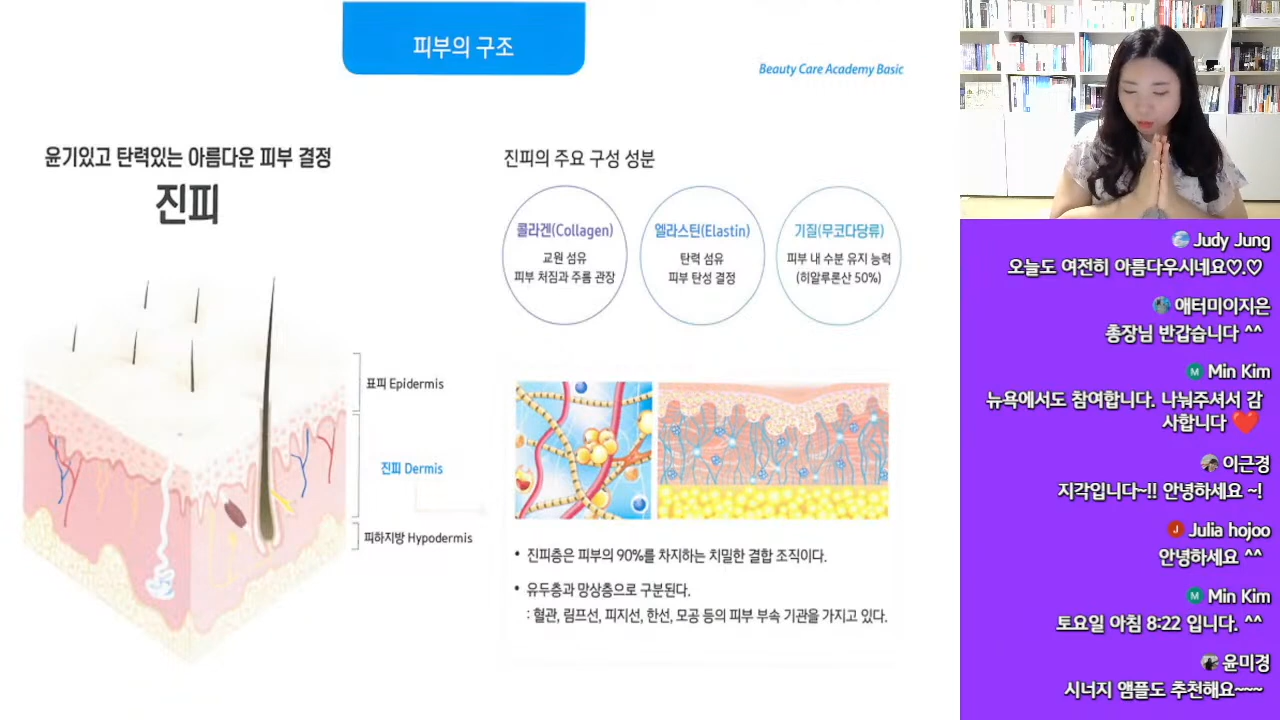 피부의 구조
Beauty Care Academy Basic
윤기있고 탄력있는 아름다운 피부 결정
진피
표피 Epidermis
진피 Dermis
피하지방 Hypodermis
진피의 주요 구성 성분
콜라겐(Collagen)
교원 섬유
피부 처짐과 주름 관장
엘라스틴(Elastin)
탄력 섬유
피부 탄성 결정
기질(무코다당류)
피부 내 수분 유지 능력
(히알루론산 50%)
• 진피층은 피부의 90%를 차지하는 치밀한 결합 조직이다.
• 유두층과 망상층으로 구분된다.
: 혈관, 림프선, 피지선, 한선, 모공 등의 피부 부속 기관을 가지고 있다.
Judy Jung
오늘도 여전히 아름다우시네요♡.♡
애터미이지은
총장님 반갑습니다 ^^
M Min Kim
뉴욕에서도 참여합니다. 나눠주셔서 감
사합니다 ❤️
이근경
지각입니다~!! 안녕하세요 ~!
J Julia hojoo
안녕하세요 ^^
M Min Kim
토요일 아침 8:22 입니다. ^^
윤미경
시너지 앰플도 추천해요~~~